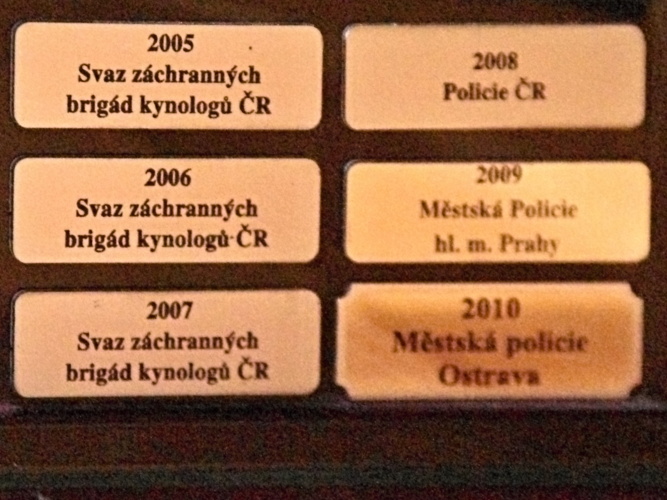 2005
Svaz záchranných
brigád kynologů ČR
2006
Svaz záchranných
brigád kynologů ČR
2007
Svaz záchranných
brigád kynologů ČR
2008
Policie ČR
2009
Městská Policie
hl. m. Prahy
2010
Městská policie
Ostrava